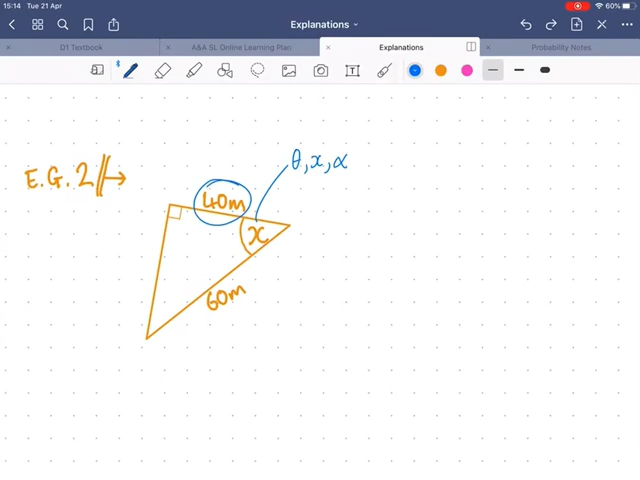 15:14 Tue 21 Apr
60%
Explanations
D1 Textbook
A&A SL Online Learning Plan
Explanations
Probability Notes
θ, x, α
E.G. 2
40m
x
60m